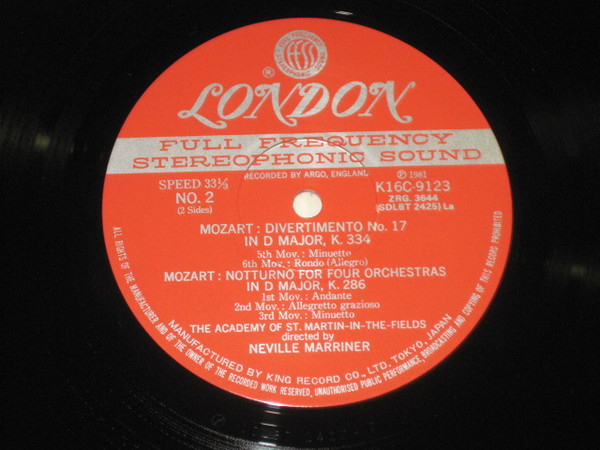 FFSS
®
LONDON
FULL FREQUENCY
STEREOPHONIC SOUND
RECORDED BY ARGO, ENGLAND
SPEED 33⅓
NO. 2
(2 Sides)
℗ 1981
K16C-9123
ZRG. 3644
(SDLBT 2425) La
MOZART : DIVERTIMENTO No. 17
IN D MAJOR, K. 334
5th Mov.: Minuette
6th Mov.: Rondo (Allegro)
MOZART : NOTTURNO FOR FOUR ORCHESTRAS
IN D MAJOR, K. 286
1st Mov.: Andante
2nd Mov.: Allegretto grazioso
3rd Mov.: Minuetto
THE ACADEMY OF ST. MARTIN-IN-THE-FIELDS
directed by
NEVILLE MARRINER
MANUFACTURED BY KING RECORD CO., LTD. TOKYO, JAPAN
ALL RIGHTS OF THE MANUFACTURER AND OF THE OWNER OF THE RECORDED WORK RESERVED, UNAUTHORISED PUBLIC PERFORMANCE, BROADCASTING AND COPYING OF THIS RECORD PROHIBITED